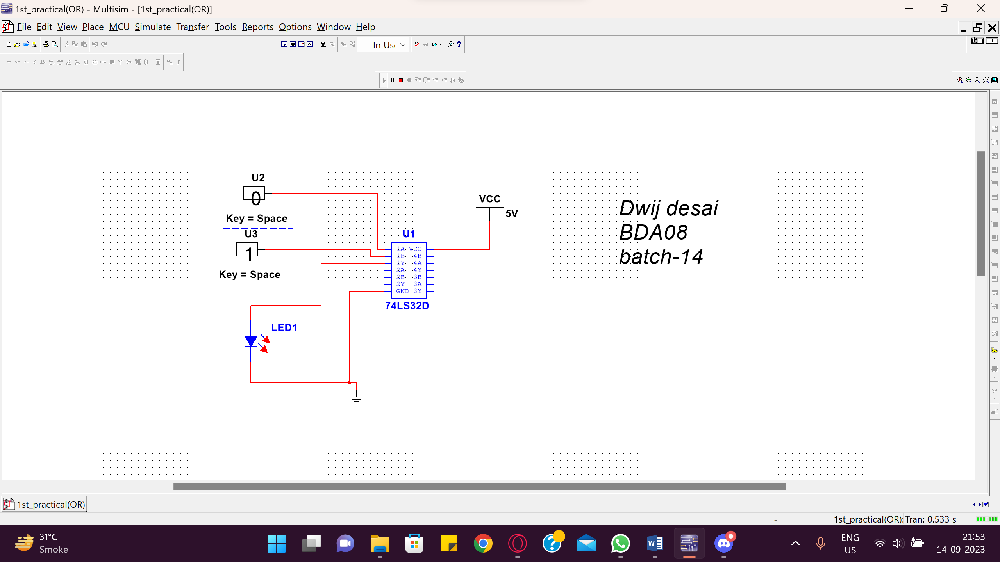 1st_practical(OR) - Multisim - [1st_practical(OR)]
File Edit View Place MCU Simulate Transfer Tools Reports Options Window Help
--- In Us
MISC
U2
0
Key = Space
U3
1
Key = Space
VCC
5V
U1
1A VCC
1B 4B
1Y 4A
2A 4Y
2B 3B
2Y 3A
GND 3Y
74LS32D
LED1
Dwij desai
BDA08
batch-14
1st_practical(OR)
-
1st_practical(OR): Tran: 0.533 s
31°C
Smoke
ENG
US
21:53
14-09-2023